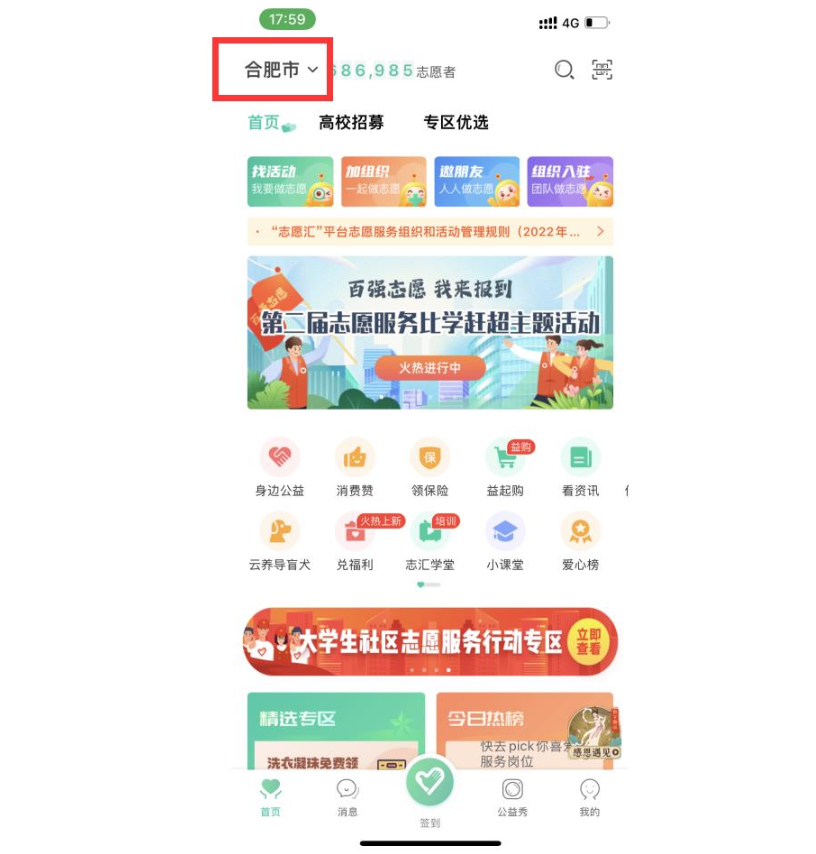 17:59
4G
合肥市
686,985志愿者
首页 高校招募 专区优选
找活动 加组织 邀朋友 组织入驻
我要做志愿 一起做志愿 人人做志愿 团队做志愿
· “志愿汇”平台志愿服务组织和活动管理规则（2022年...
百强志愿 我来报到
第二届志愿服务比学赶超主题活动
火热进行中
保
益购
身边公益 消费赞 领保险 益起购 看资讯
火热上新 培训
云养导盲犬 兑福利 志汇学堂 小课堂 爱心榜
大学生社区志愿服务行动专区
立即
查看
精选专区 今日热榜
快去pick你喜爱
服务岗位
洗衣凝珠免费领
感恩遇见
首页 消息 签到 公益秀 我的